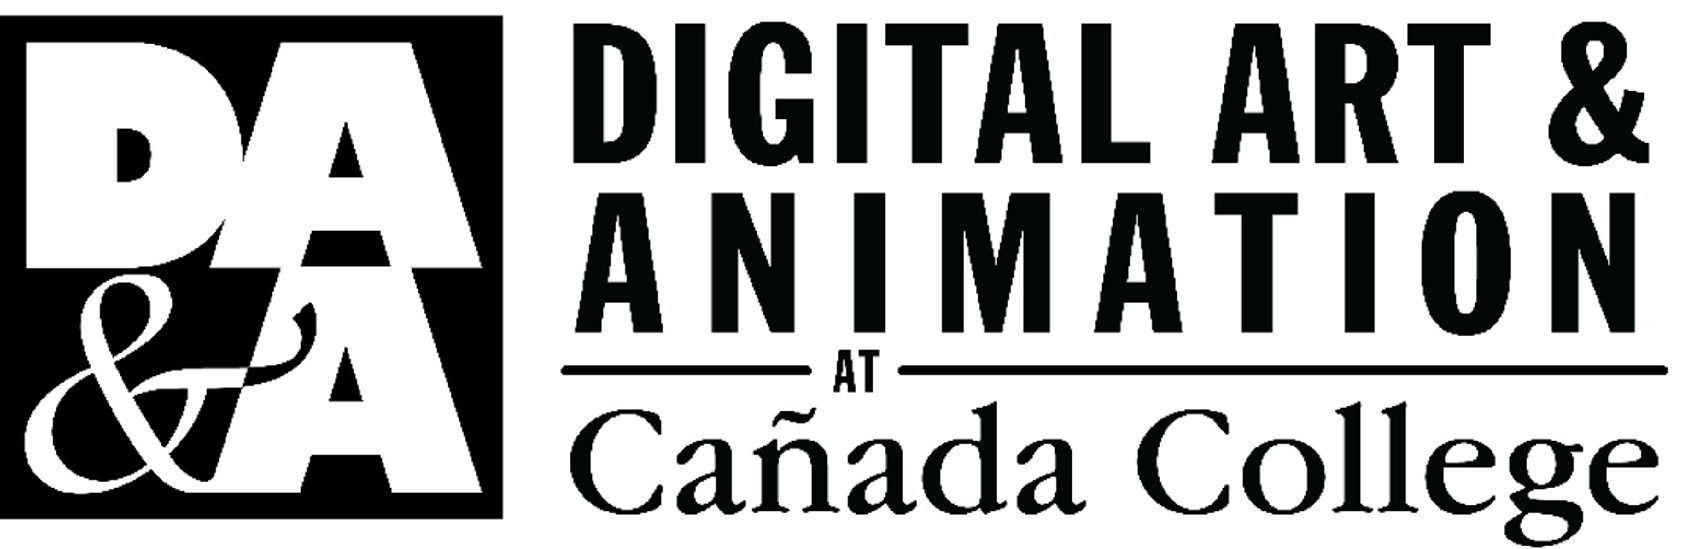 DA
&A
DIGITAL ART &
ANIMATION
AT
Cañada College